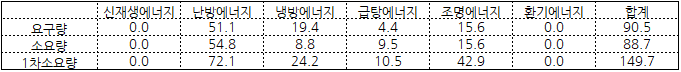 신재생에너지 난방에너지 냉방에너지 급탕에너지 조명에너지 환기에너지 합계
요구량 0.0 51.1 19.4 4.4 15.6 0.0 90.5
소요량 0.0 54.8 8.8 9.5 15.6 0.0 88.7
1차소요량 0.0 72.1 24.2 10.5 42.9 0.0 149.7